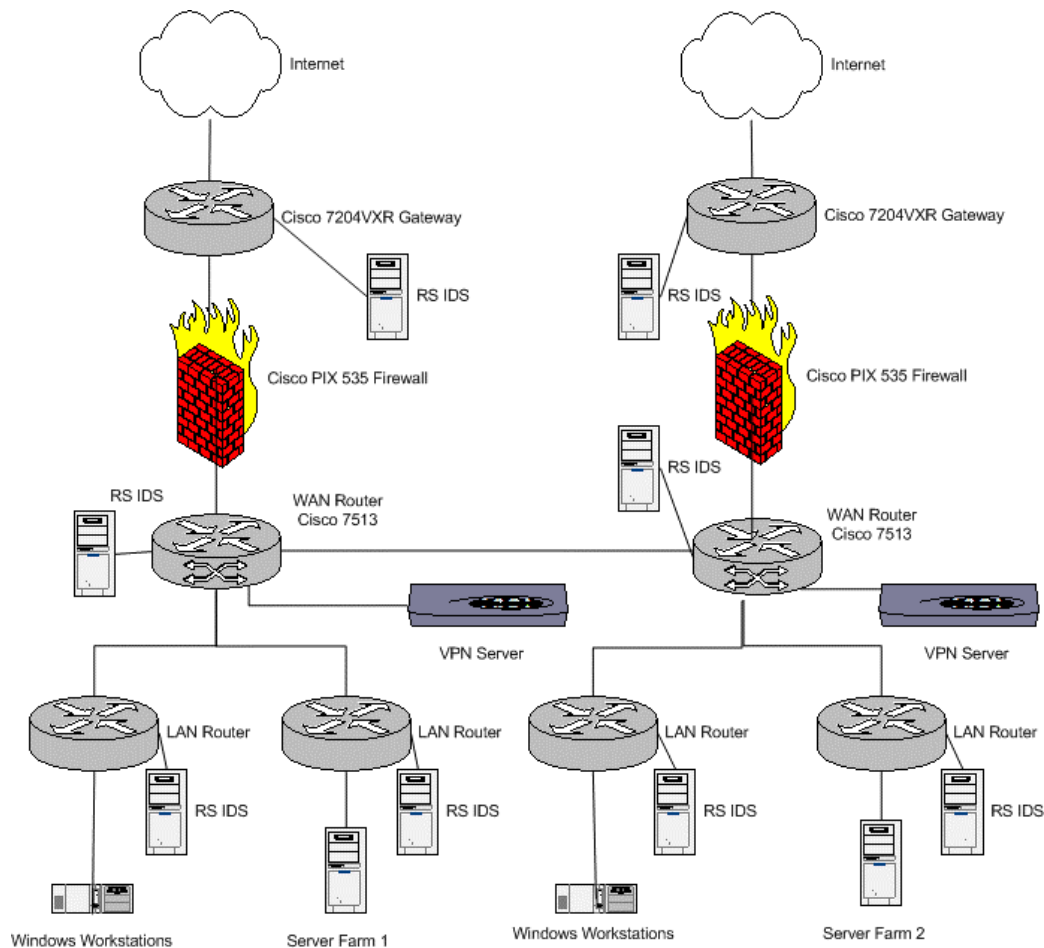 Internet
Internet
Cisco 7204VXR Gateway
Cisco 7204VXR Gateway
RS IDS
RS IDS
Cisco PIX 535 Firewall
Cisco PIX 535 Firewall
RS IDS
RS IDS
WAN Router
Cisco 7513
WAN Router
Cisco 7513
VPN Server
VPN Server
LAN Router
LAN Router
LAN Router
LAN Router
RS IDS
RS IDS
RS IDS
RS IDS
Windows Workstations
Server Farm 1
Windows Workstations
Server Farm 2